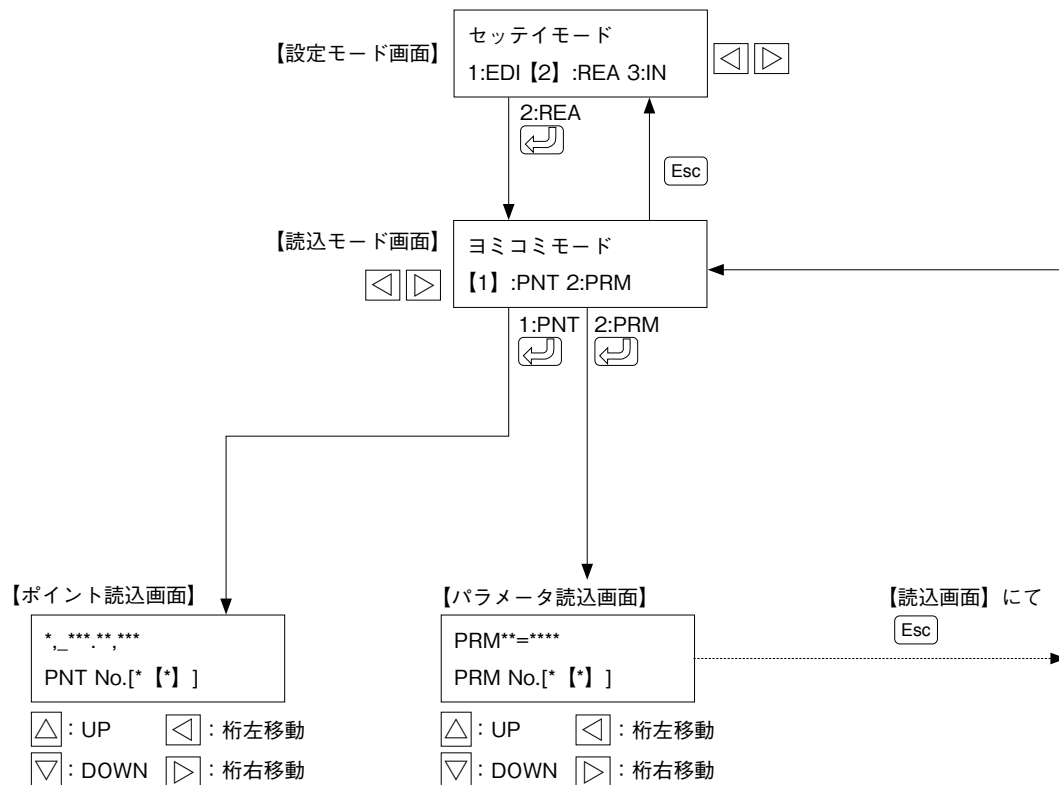 セッテイモード
【設定モード画面】
1:EDI【2】:REA 3:IN
2:REA
Esc
【読込モード画面】
ヨミコミモード
【1】:PNT 2:PRM
1:PNT
2:PRM
【ポイント読込画面】
*,_***.**,***
PNT No.[*【*】]
：UP
：桁左移動
：DOWN
：桁右移動
【パラメータ読込画面】
PRM**=****
PRM No.[*【*】]
：UP
：桁左移動
：DOWN
：桁右移動
【読込画面】にて
Esc